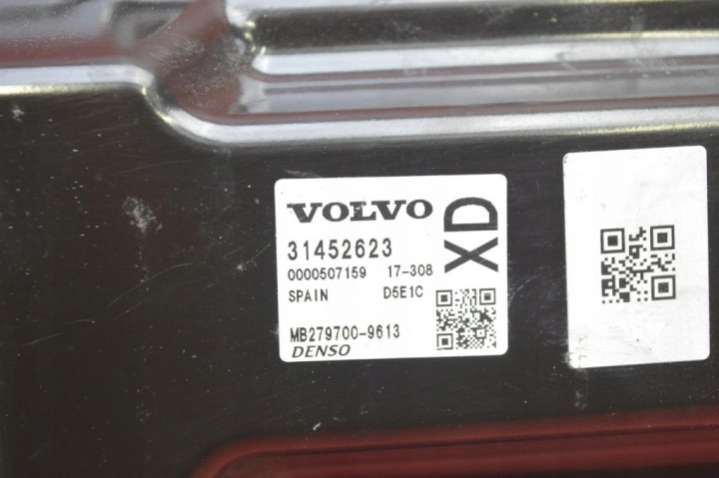 VOLVO
XD
31452623
0000507159 17-308
SPAIN D5E1C
MB279700-9613
DENSO